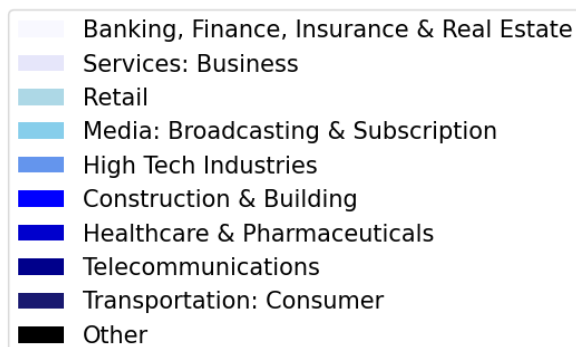 Banking, Finance, Insurance & Real Estate
Services: Business
Retail
Media: Broadcasting & Subscription
High Tech Industries
Construction & Building
Healthcare & Pharmaceuticals
Telecommunications
Transportation: Consumer
Other